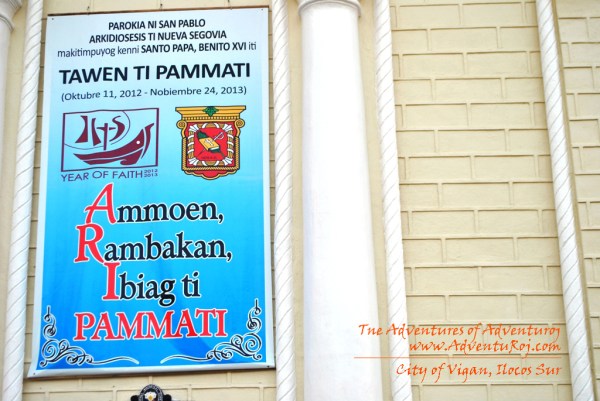 PAROKIA NI SAN PABLO
ARKIDIOSESIS TI NUEVA SEGOVIA
makitimpuyog kenni SANTO PAPA, BENITO XVI iti
TAWEN TI PAMMATI
(Oktubre 11, 2012 - Nobiembre 24, 2013)
YEAR OF FAITH 2012 2013
Ammoen,
Rambakan,
Ibiag ti
PAMMATI
The Adventures of Adventuroj
www.AdventuRoj.com
City of Vigan, Ilocos Sur